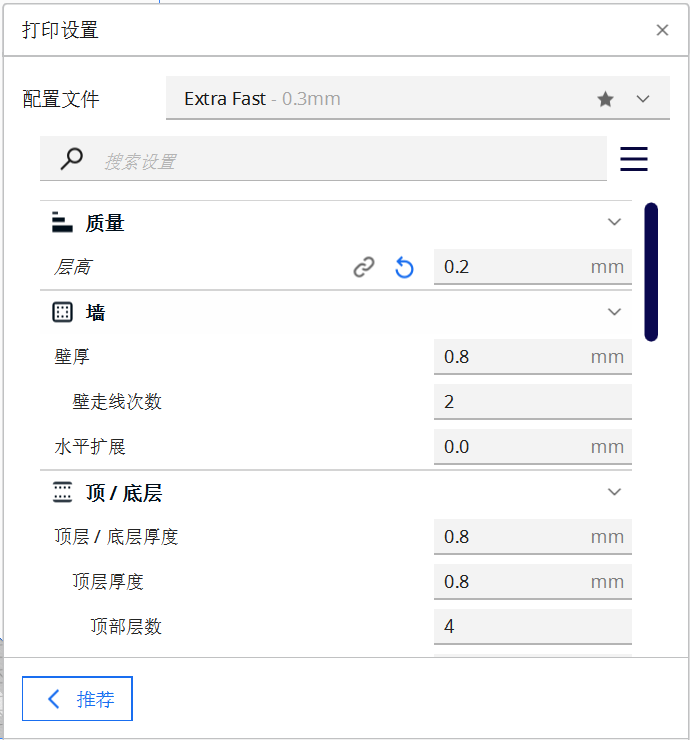 打印设置
配置文件 Extra Fast - 0.3mm
搜索设置
质量
层高 0.2 mm
墙
壁厚 0.8 mm
壁走线次数 2
水平扩展 0.0 mm
顶 / 底层
顶层 / 底层厚度 0.8 mm
顶层厚度 0.8 mm
顶部层数 4
推荐